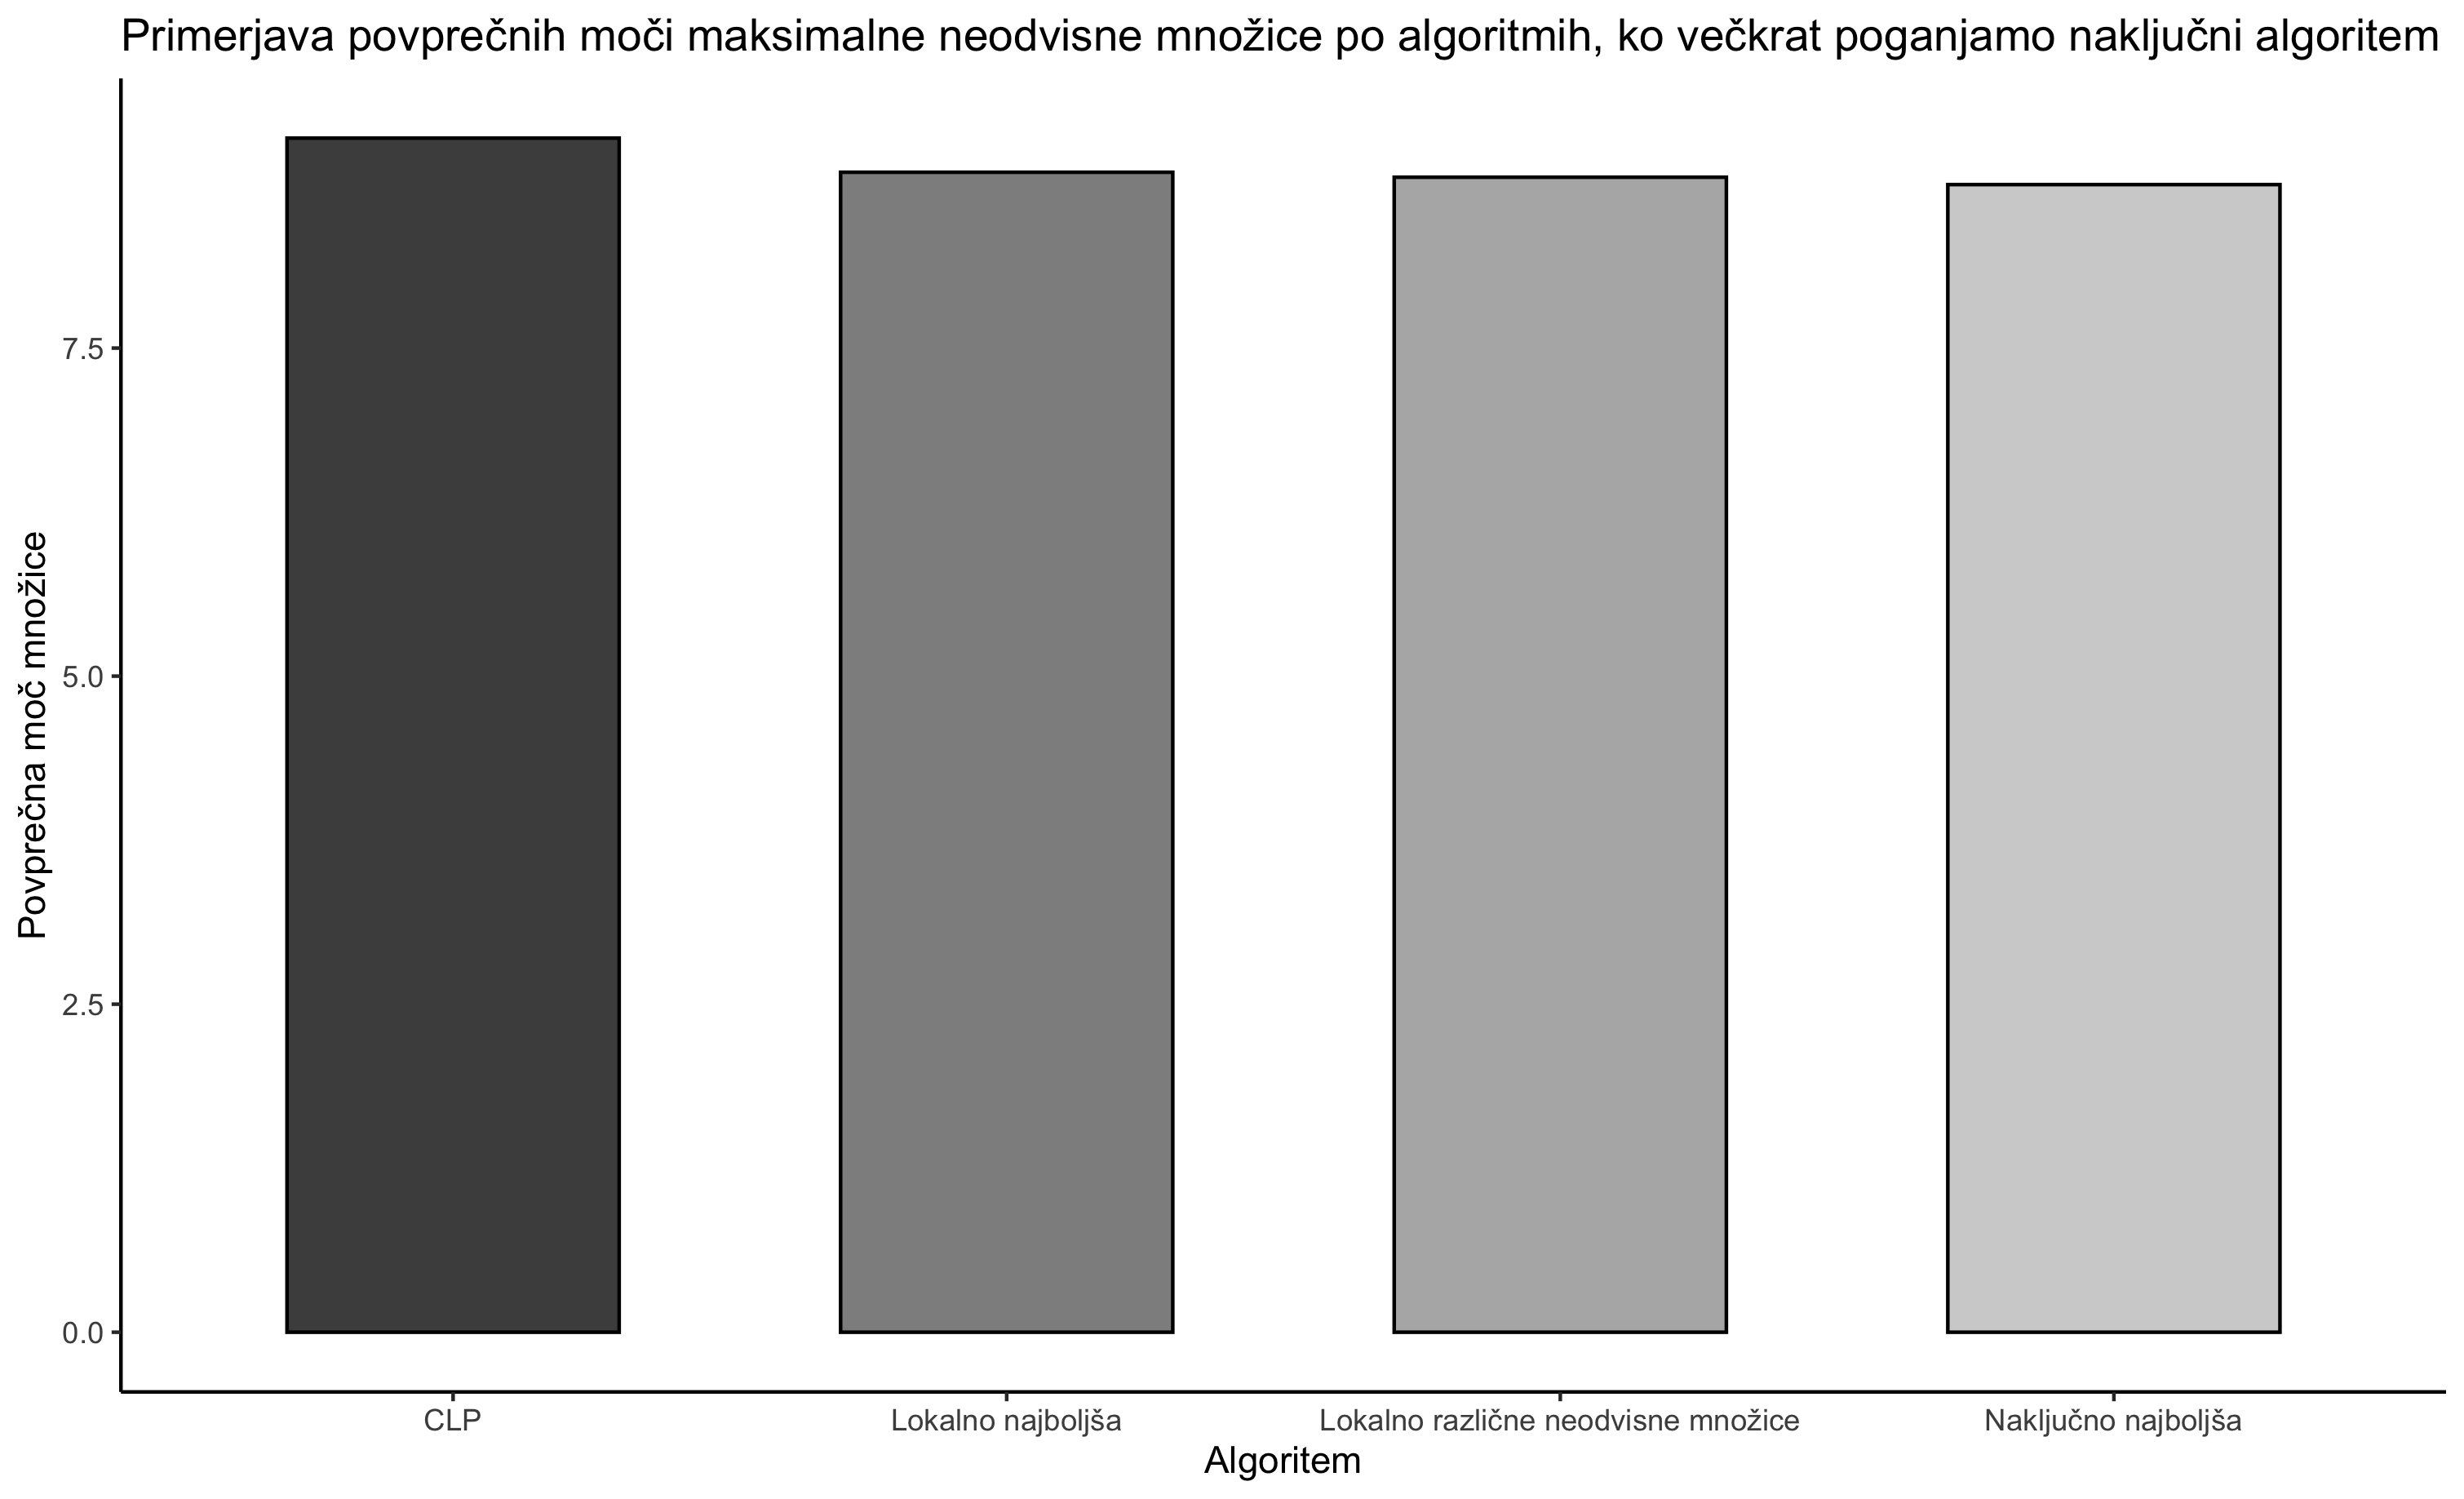 Primerjava povprečnih moči maksimalne neodvisne množice po algoritmih, ko večkrat poganjamo naključni algoritem
Povprečna moč množice
7.5
5.0
2.5
0.0
CLP
Lokalno najboljša
Lokalno različne neodvisne množice
Naključno najboljša
Algoritem